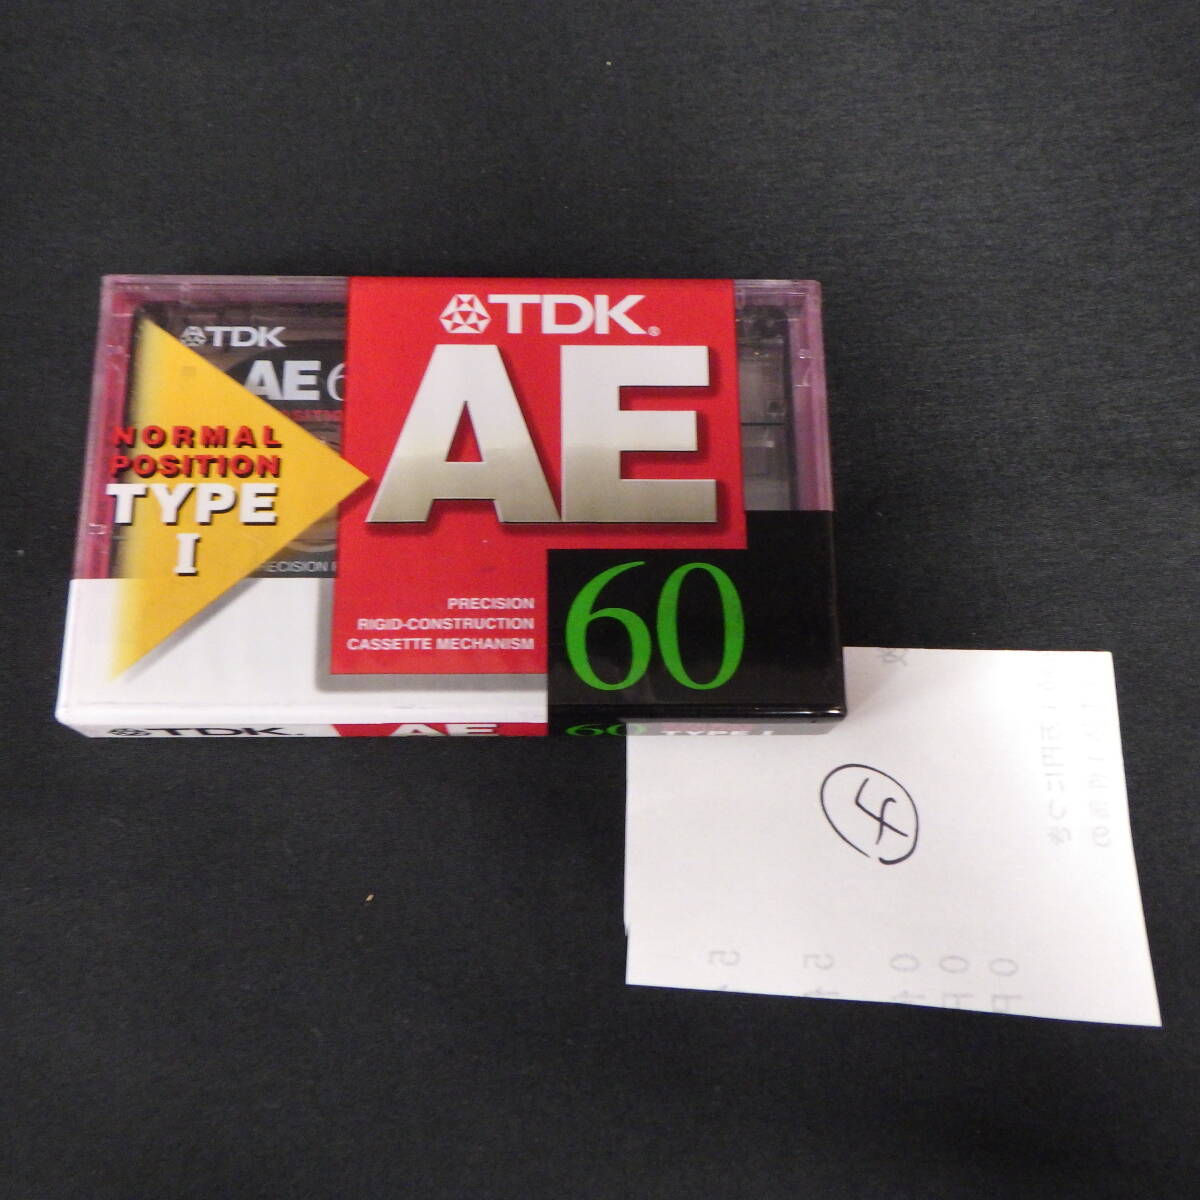 TDK
AE
TDK
AE 6
NORMAL
POSITION
TYPE
I
PRECISION
RIGID-CONSTRUCTION
CASSETTE MECHANISM
60
TDK. AE 60 TYPE I
4